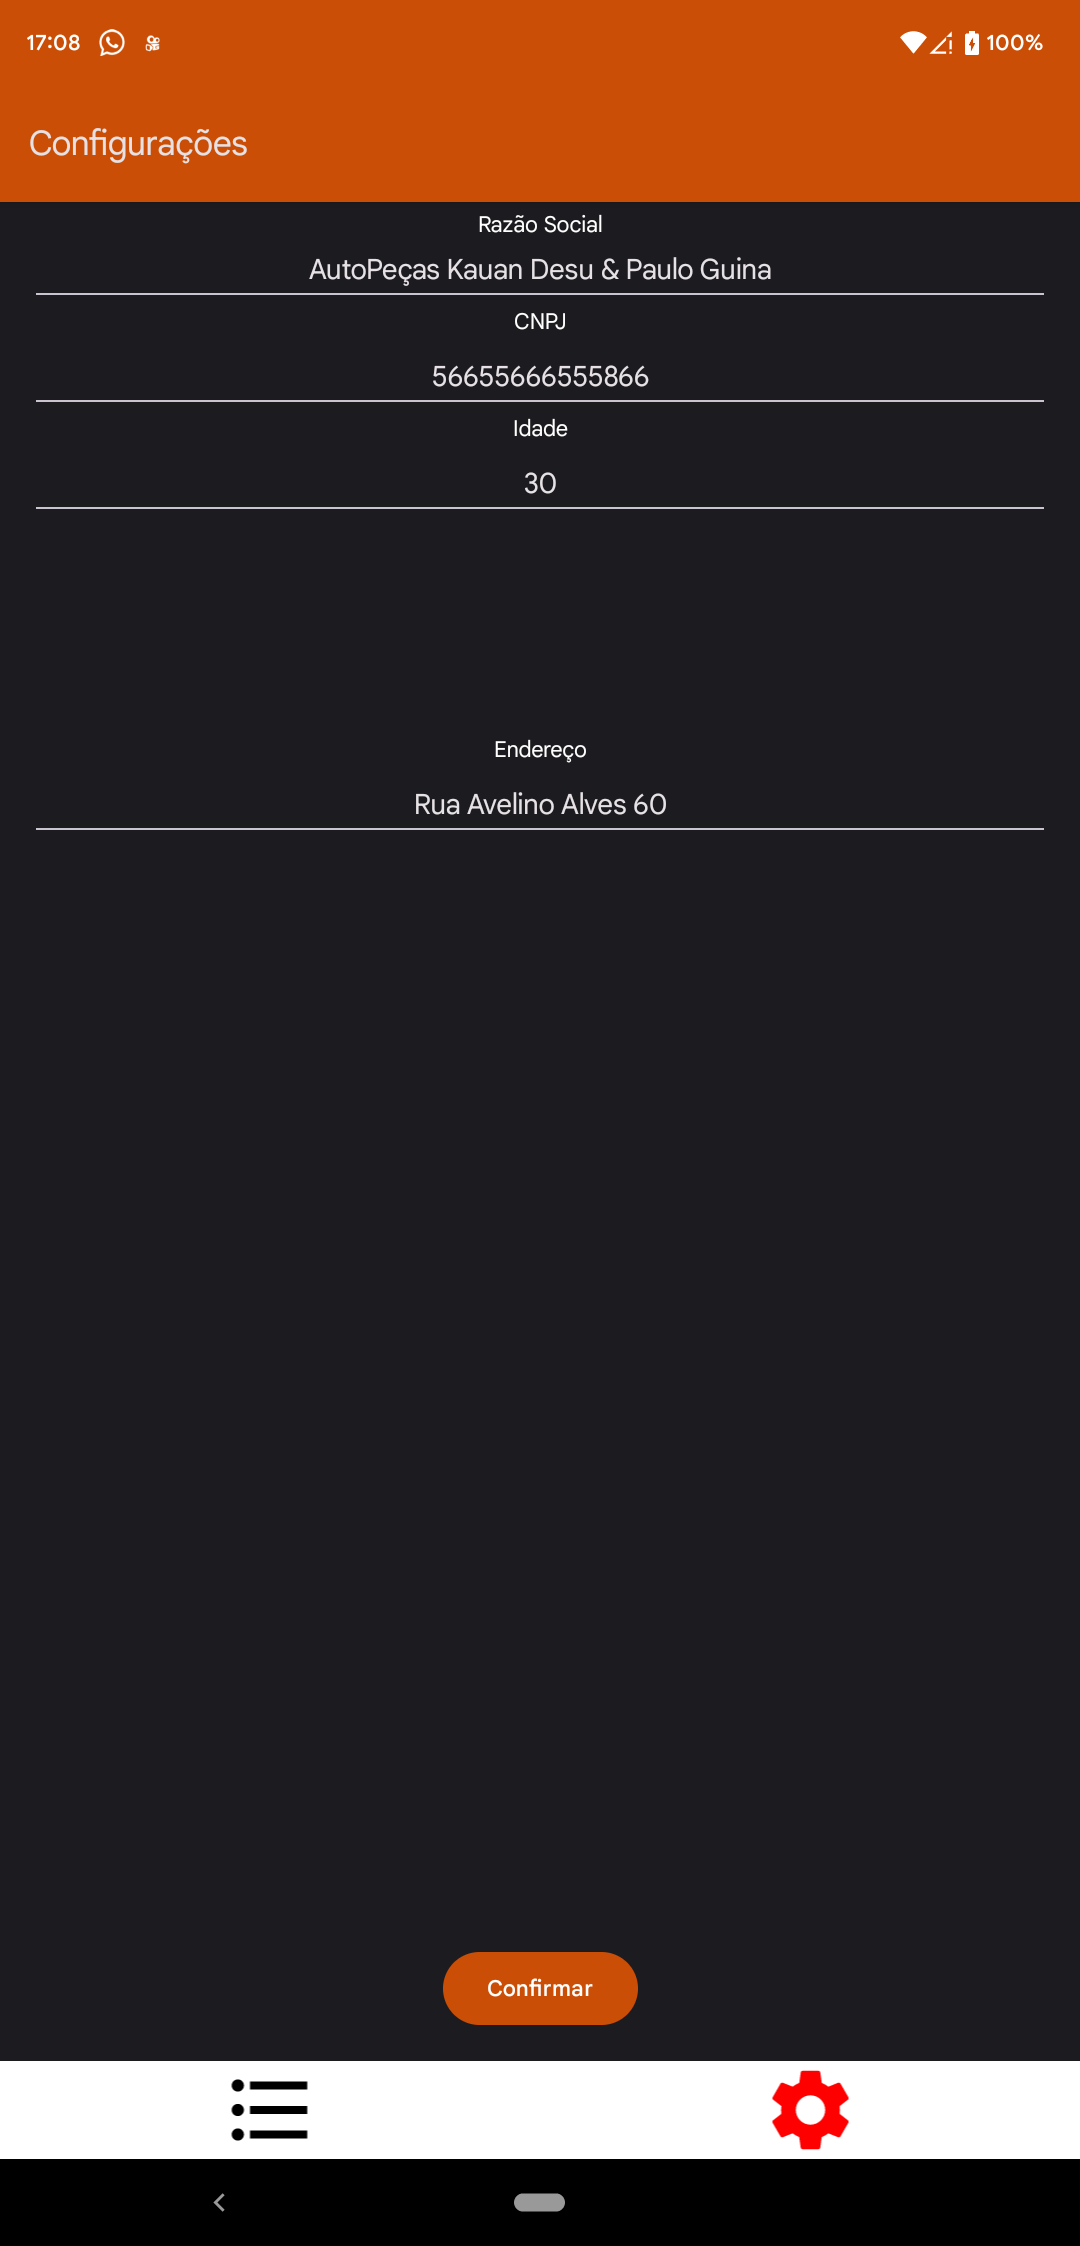 17:08
100%
Configurações
Razão Social
AutoPeças Kauan Desu & Paulo Guina
CNPJ
56655666555866
Idade
30
Endereço
Rua Avelino Alves 60
Confirmar